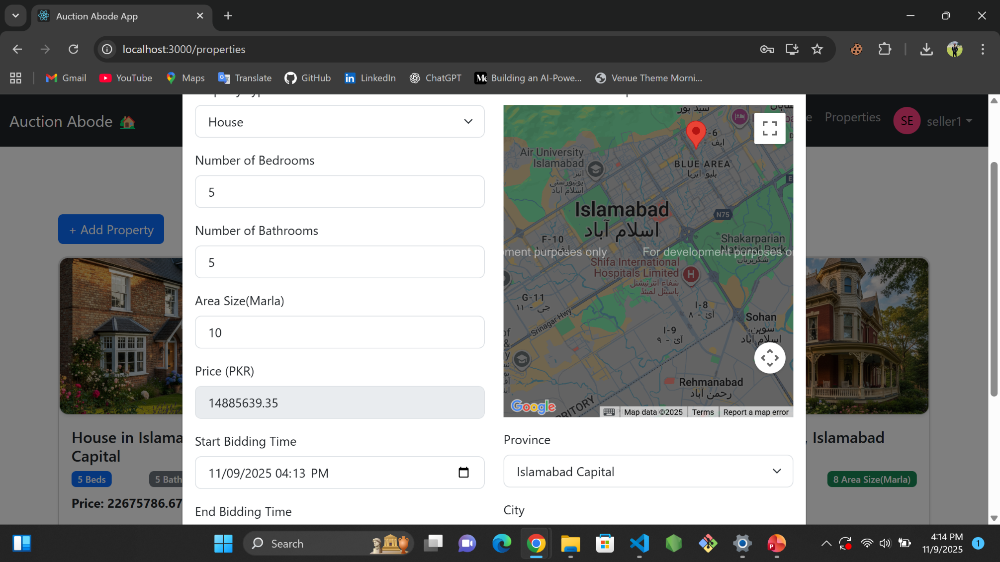 Auction Abode App
localhost:3000/properties
Gmail
YouTube
Maps
Translate
GitHub
LinkedIn
ChatGPT
Building an AI-Powe...
Venue Theme Morni...
Auction Abode
Properties
SE
seller1
+ Add Property
House
Number of Bedrooms
5
Number of Bathrooms
5
Area Size(Marla)
10
Price (PKR)
14885639.35
Start Bidding Time
11/09/2025 04:13 PM
End Bidding Time
سید پور
F-6
ایف -
Air University
Islamabad
ائیر
یونیورسٹی
اسلام آباد
BLUE AREA
بلیو ایریا
Islamabad
اسلام آباد
N75
F-10
Shakarparian
National Park
شکرپڑیاں
For development purposes
purposes only
Shifa International
Hospitals Limited
H
شفاء انٹرنیشنل
ہاسپٹل لمیٹڈ
G-11
جی - ۱۱
I-8
آئ - ۸
Srinagar Hwy
I-9
آئ - ۹
Sohan
سوہن،
اسلام آباد
Rehmanabad
رحمن آباد
Google
Map data ©2025
Terms
Report a map error
Province
Islamabad Capital
City
House in Islama
Capital
5 Beds
5 Bath
Price: 22675786.67
, Islamabad
8 Area Size(Marla)
Search
4:14 PM
11/9/2025
1